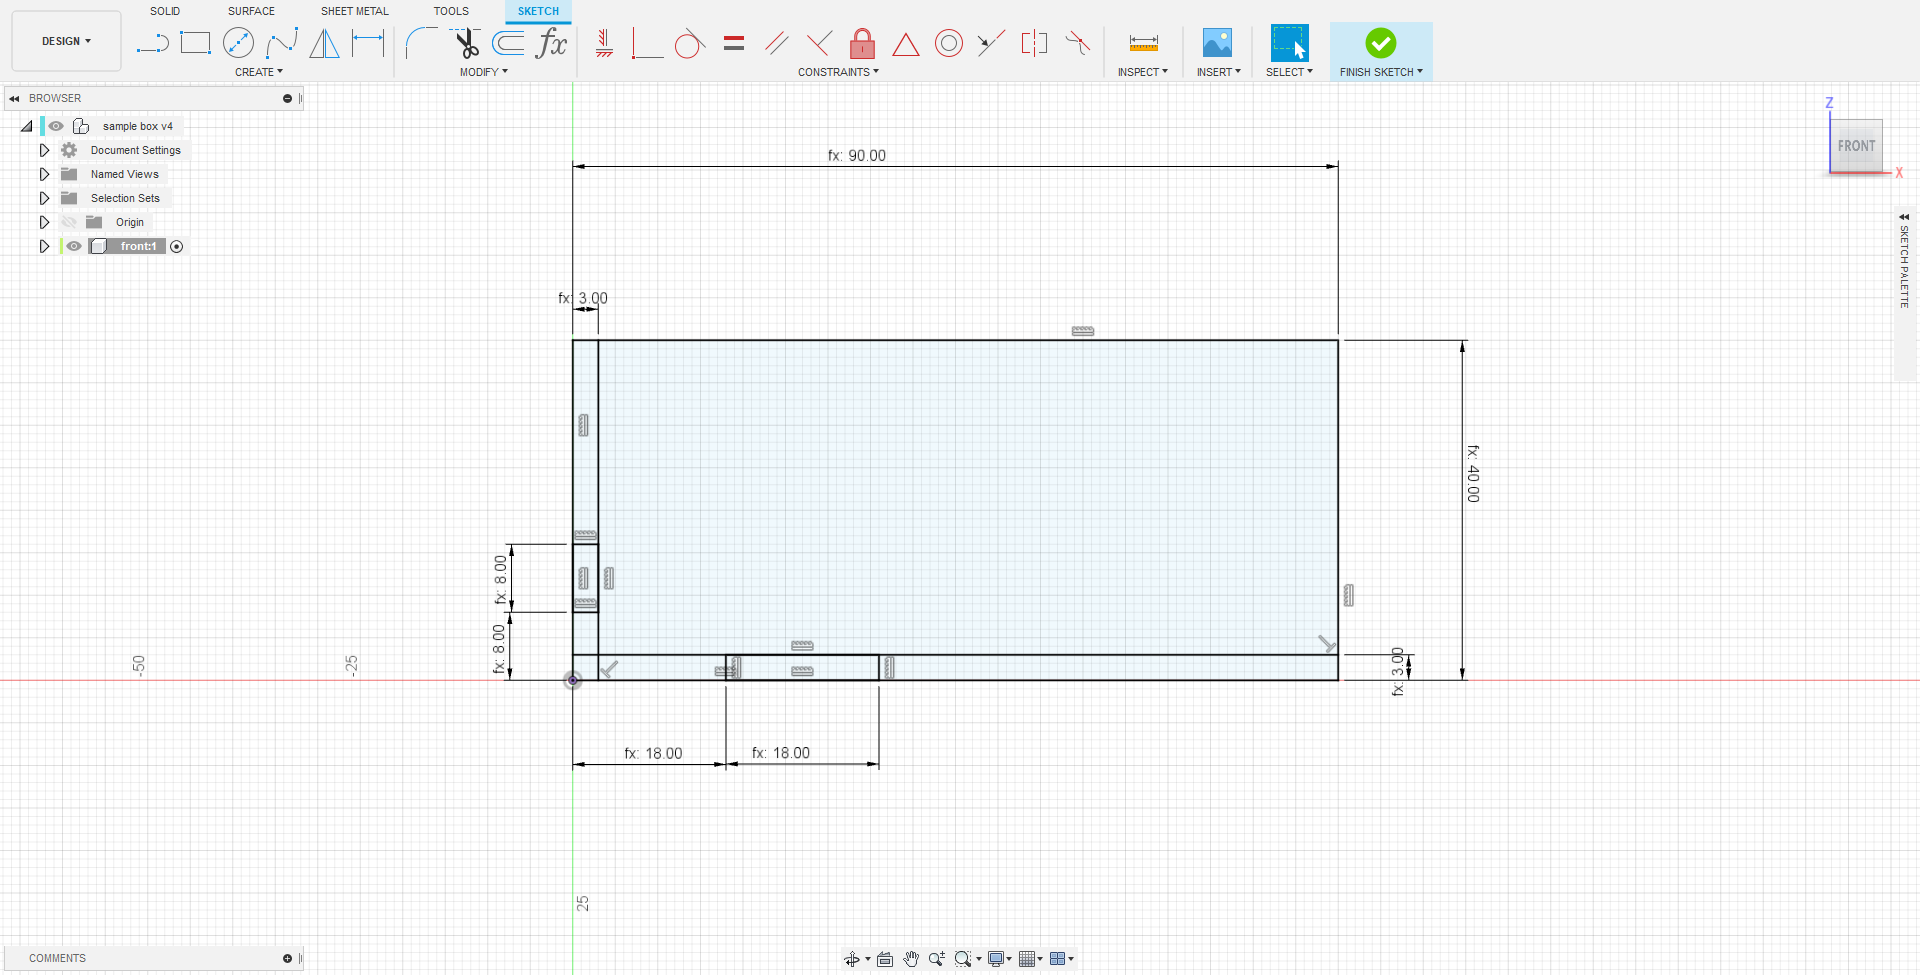 SOLID SURFACE SHEET METAL TOOLS SKETCH
DESIGN
fx
CREATE MODIFY CONSTRAINTS INSPECT INSERT SELECT FINISH SKETCH
BROWSER
sample box v4
Document Settings
Named Views
Selection Sets
Origin
front:1
Z
FRONT
X
SKETCH PALETTE
fx: 90.00
fx: 3.00
fx: 40.00
fx: 8.00
fx: 8.00
fx: 3.00
-50
-25
fx: 18.00
fx: 18.00
25
COMMENTS